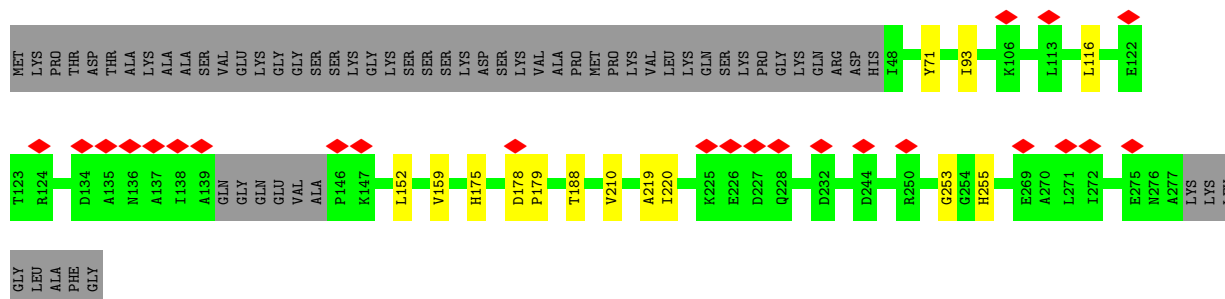 MET LYS PRO THR ASP THR ALA LYS ALA ALA SER VAL GLU LYS GLY GLY SER SER LYS GLY LYS SER SER SER LYS ASP SER LYS VAL ALA PRO MET PRO LYS VAL LEU LYS GLN SER LYS PRO GLY LYS GLN ARG ASP HIS I48 Y71 I93 K106 L113 L116 E122
T123 R124 D134 A135 N136 A137 I138 A139 GLN GLY GLN GLU VAL ALA P146 K147 L152 V159 H175 D178 P179 T188 V210 A219 I220 K225 E226 D227 Q228 D232 D244 R250 G253 G254 H255 E269 A270 L271 I272 E275 N276 A277 LYS LYS LEU
GLY LEU ALA PHE GLY